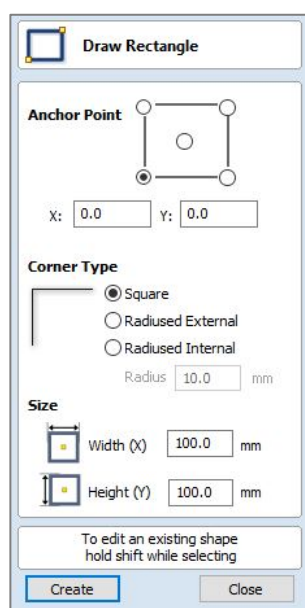 Draw Rectangle
Anchor Point
X: 0.0 Y: 0.0
Corner Type
Square
Radiused External
Radiused Internal
Radius 10.0 mm
Size
Width (X) 100.0 mm
Height (Y) 100.0 mm
To edit an existing shape
hold shift while selecting
Create Close